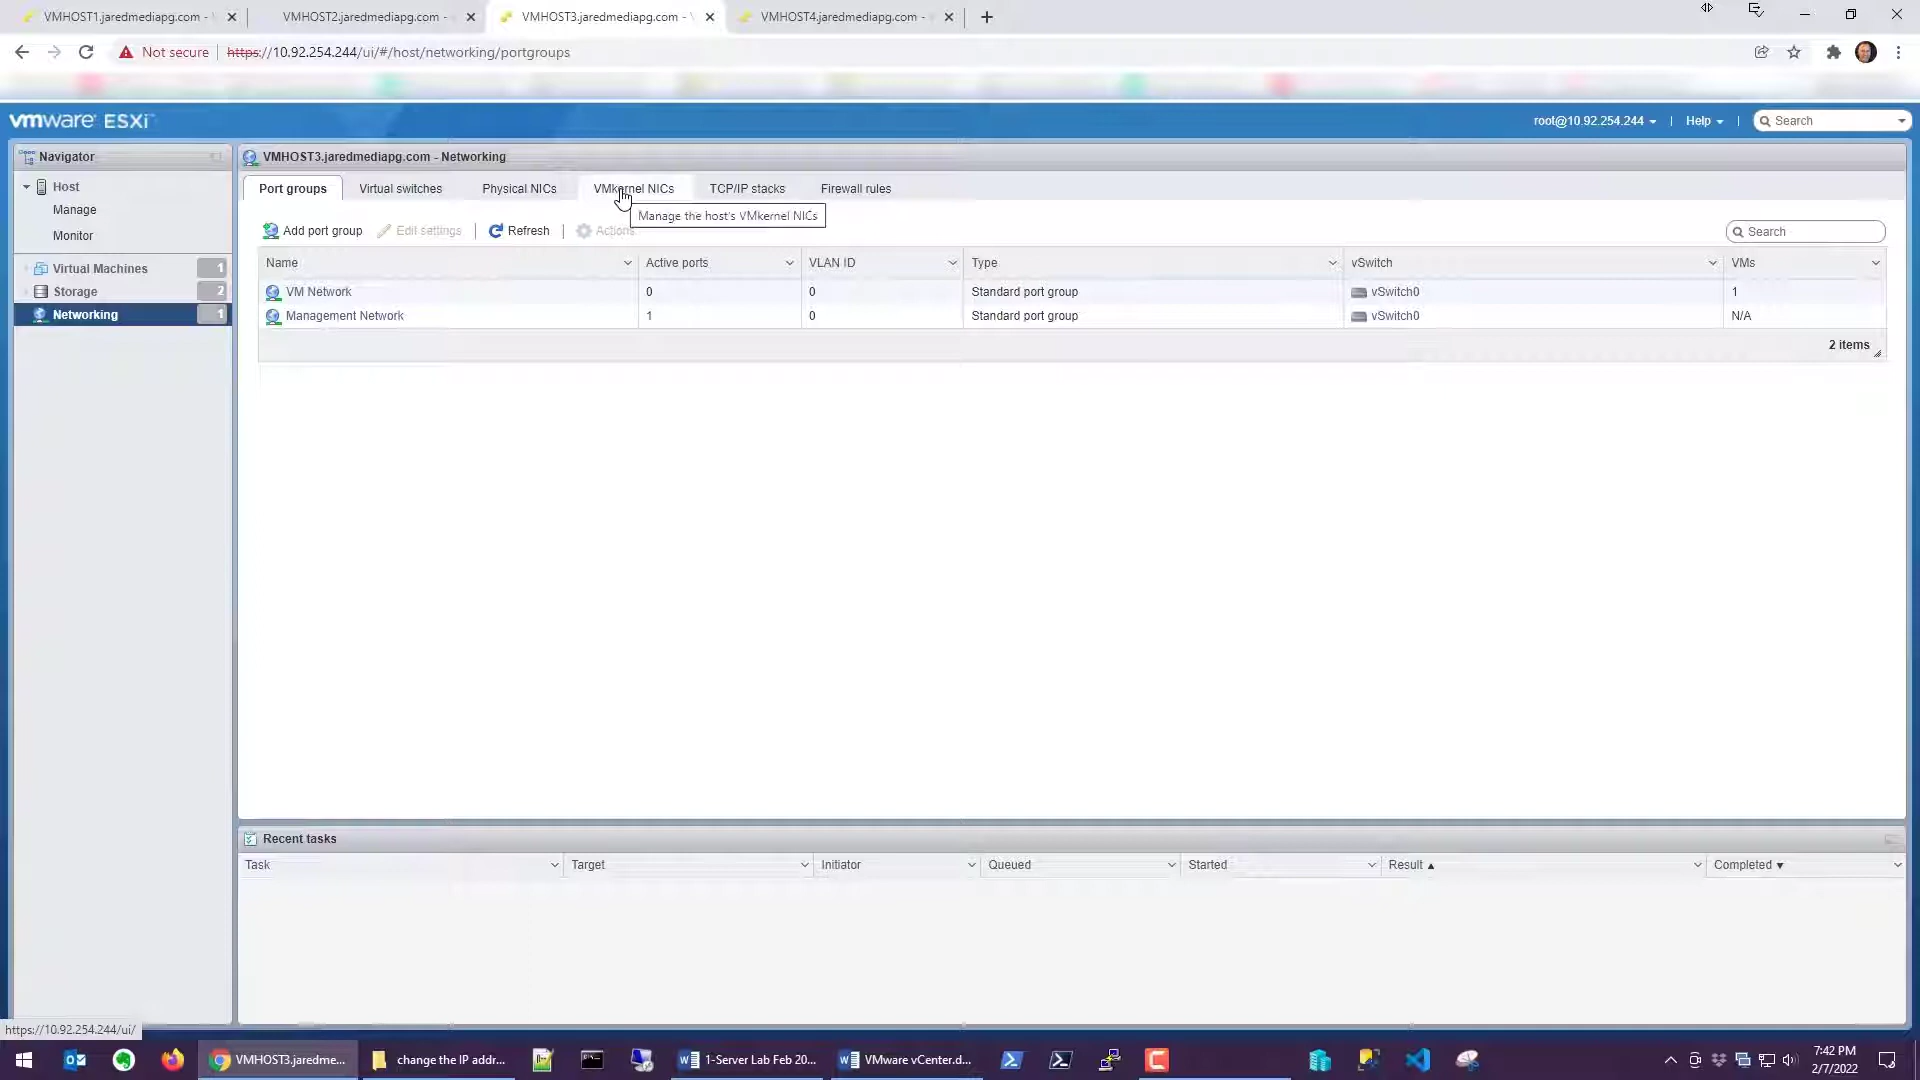 VMHOST1.jaredmediapg.com -
VMHOST2.jaredmediapg.com -
VMHOST3.jaredmediapg.com -
VMHOST4.jaredmediapg.com -
Not secure
https://10.92.254.244/ui/#/host/networking/portgroups
vmware ESXi
root@10.92.254.244
Help
Search
Navigator
Host
Manage
Monitor
Virtual Machines 1
Storage 2
Networking 1
VMHOST3.jaredmediapg.com - Networking
Port groups
Virtual switches
Physical NICs
VMkernel NICs
TCP/IP stacks
Firewall rules
Manage the host's VMkernel NICs
Add port group
Edit settings
Refresh
Actions
Search
Name Active ports VLAN ID Type vSwitch VMs
VM Network 0 0 Standard port group vSwitch0 1
Management Network 1 0 Standard port group vSwitch0 N/A
2 items
Recent tasks
Task Target Initiator Queued Started Result Completed
https://10.92.254.244/ui/
VMHOST3.jaredme...
change the IP addr...
1-Server Lab Feb 20...
VMware vCenter.d...
7:42 PM
2/7/2022